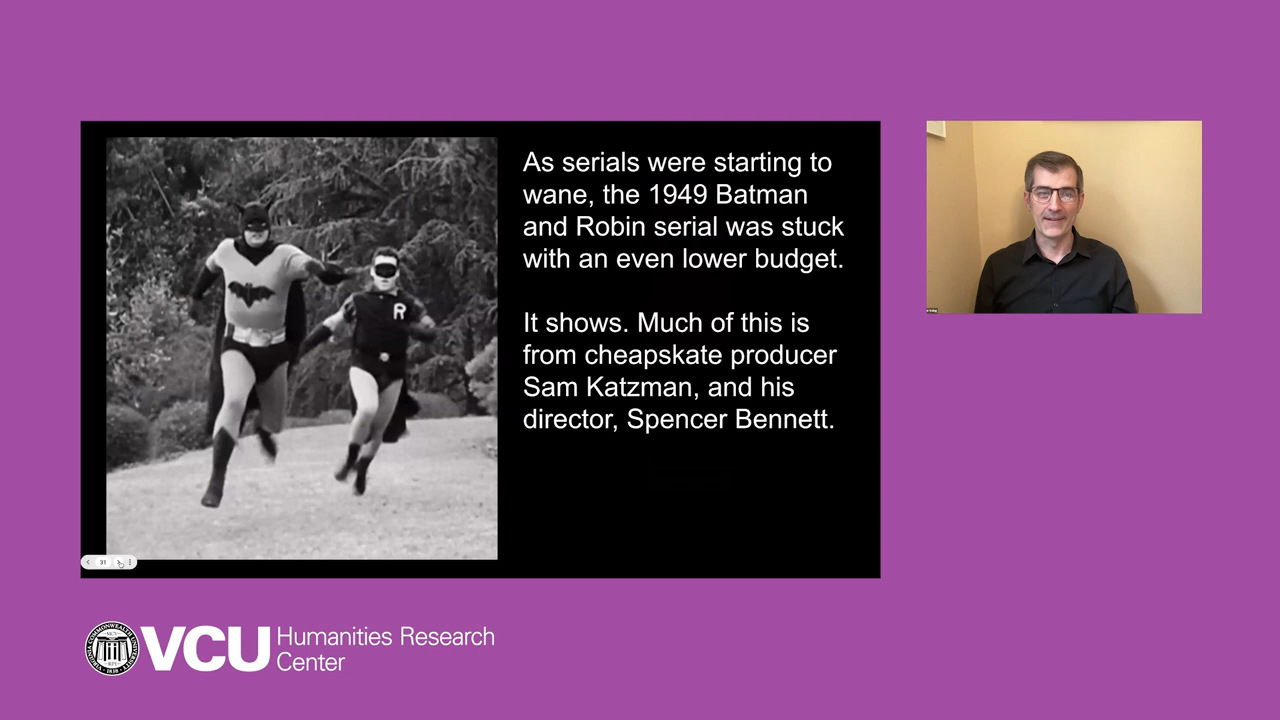 As serials were starting to
wane, the 1949 Batman
and Robin serial was stuck
with an even lower budget.
It shows. Much of this is
from cheapskate producer
Sam Katzman, and his
director, Spencer Bennett.
R
31
VCU Humanities Research
Center